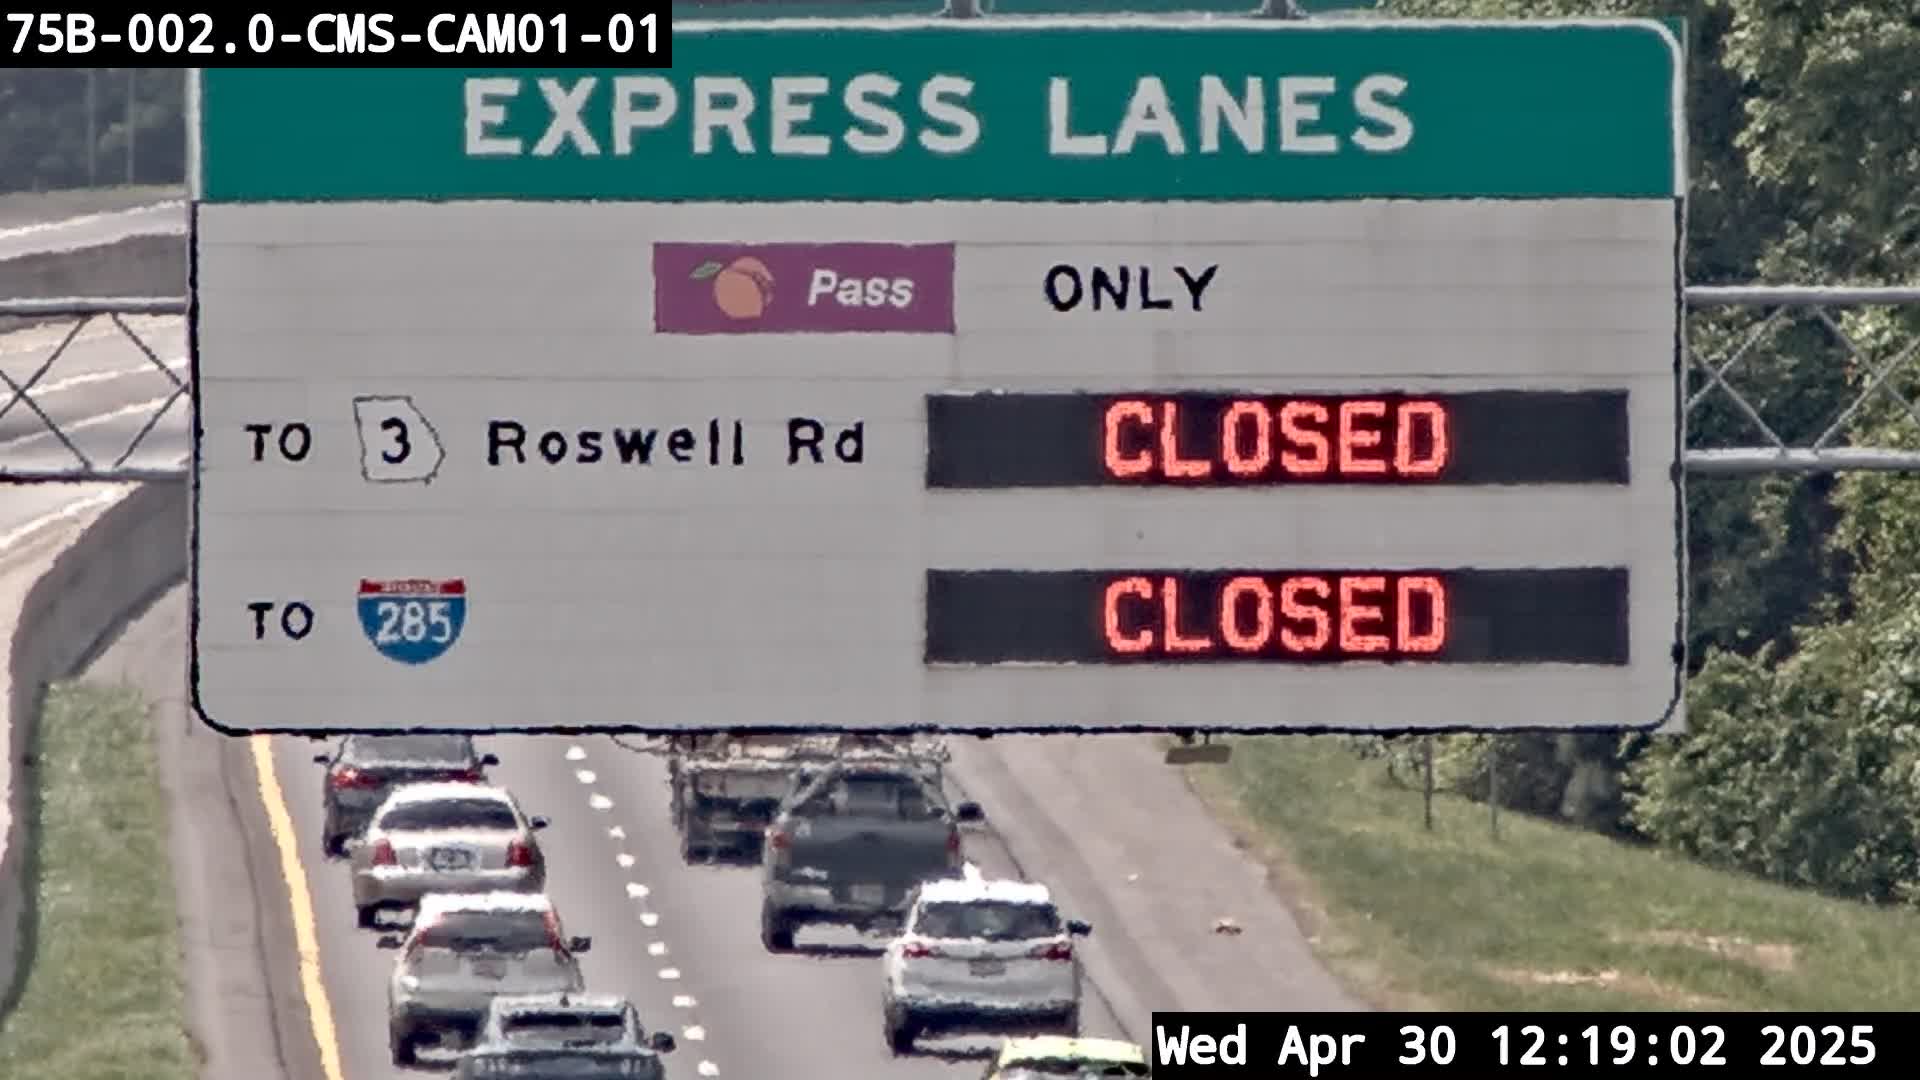 75B-002.0-CMS-CAM01-01
EXPRESS LANES
Pass ONLY
TO 3 Roswell Rd CLOSED
TO 285 CLOSED
Wed Apr 30 12:19:02 2025